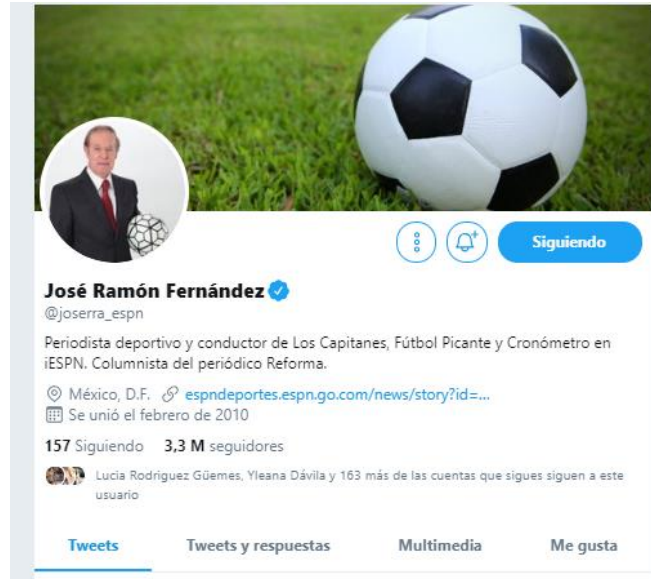 Siguiendo
José Ramón Fernández
@joserra_espn
Periodista deportivo y conductor de Los Capitanes, Fútbol Picante y Cronómetro en
iESPN. Columnista del periódico Reforma.
México, D.F. espndeportes.espn.go.com/news/story?id=...
Se unió el febrero de 2010
157 Siguiendo 3,3 M seguidores
Lucia Rodriguez Güemes, Yleana Dávila y 163 más de las cuentas que sigues siguen a este
usuario
Tweets Tweets y respuestas Multimedia Me gusta